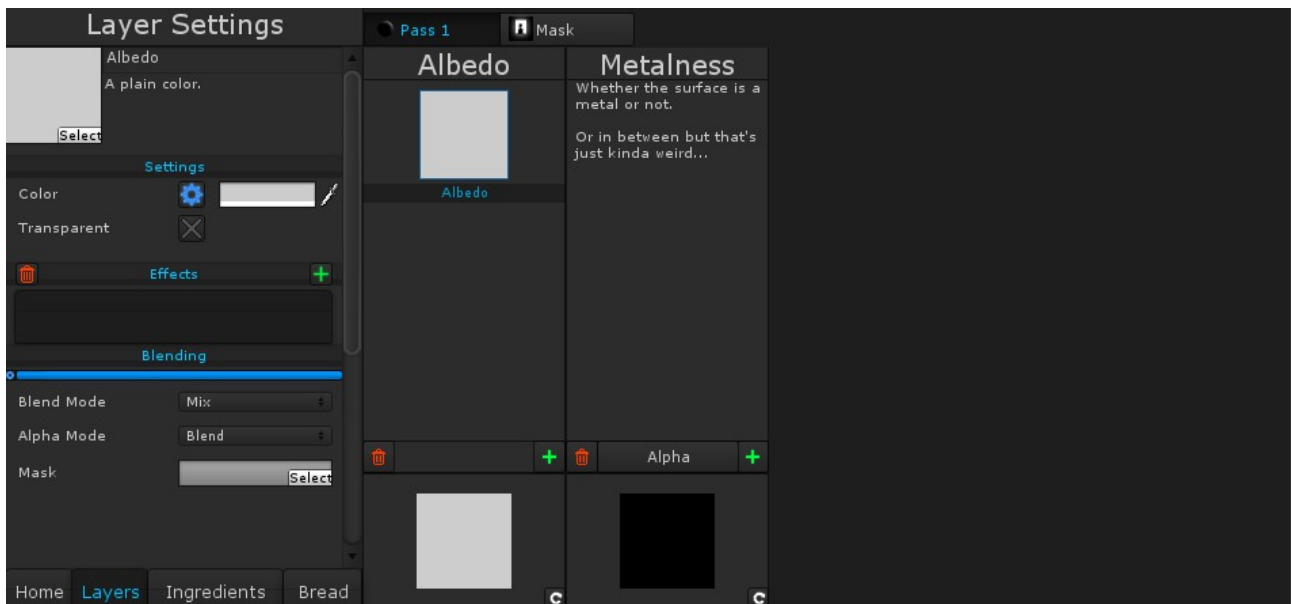 Layer Settings
Albedo
A plain color.
Select
Settings
Color
Transparent
Effects
Blending
Blend Mode
Mix
Alpha Mode
Blend
Mask
Select
Home
Layers
Ingredients
Bread
Pass 1
Mask
Albedo
Albedo
Metalness
Whether the surface is a
metal or not.
Or in between but that's
just kinda weird...
Alpha